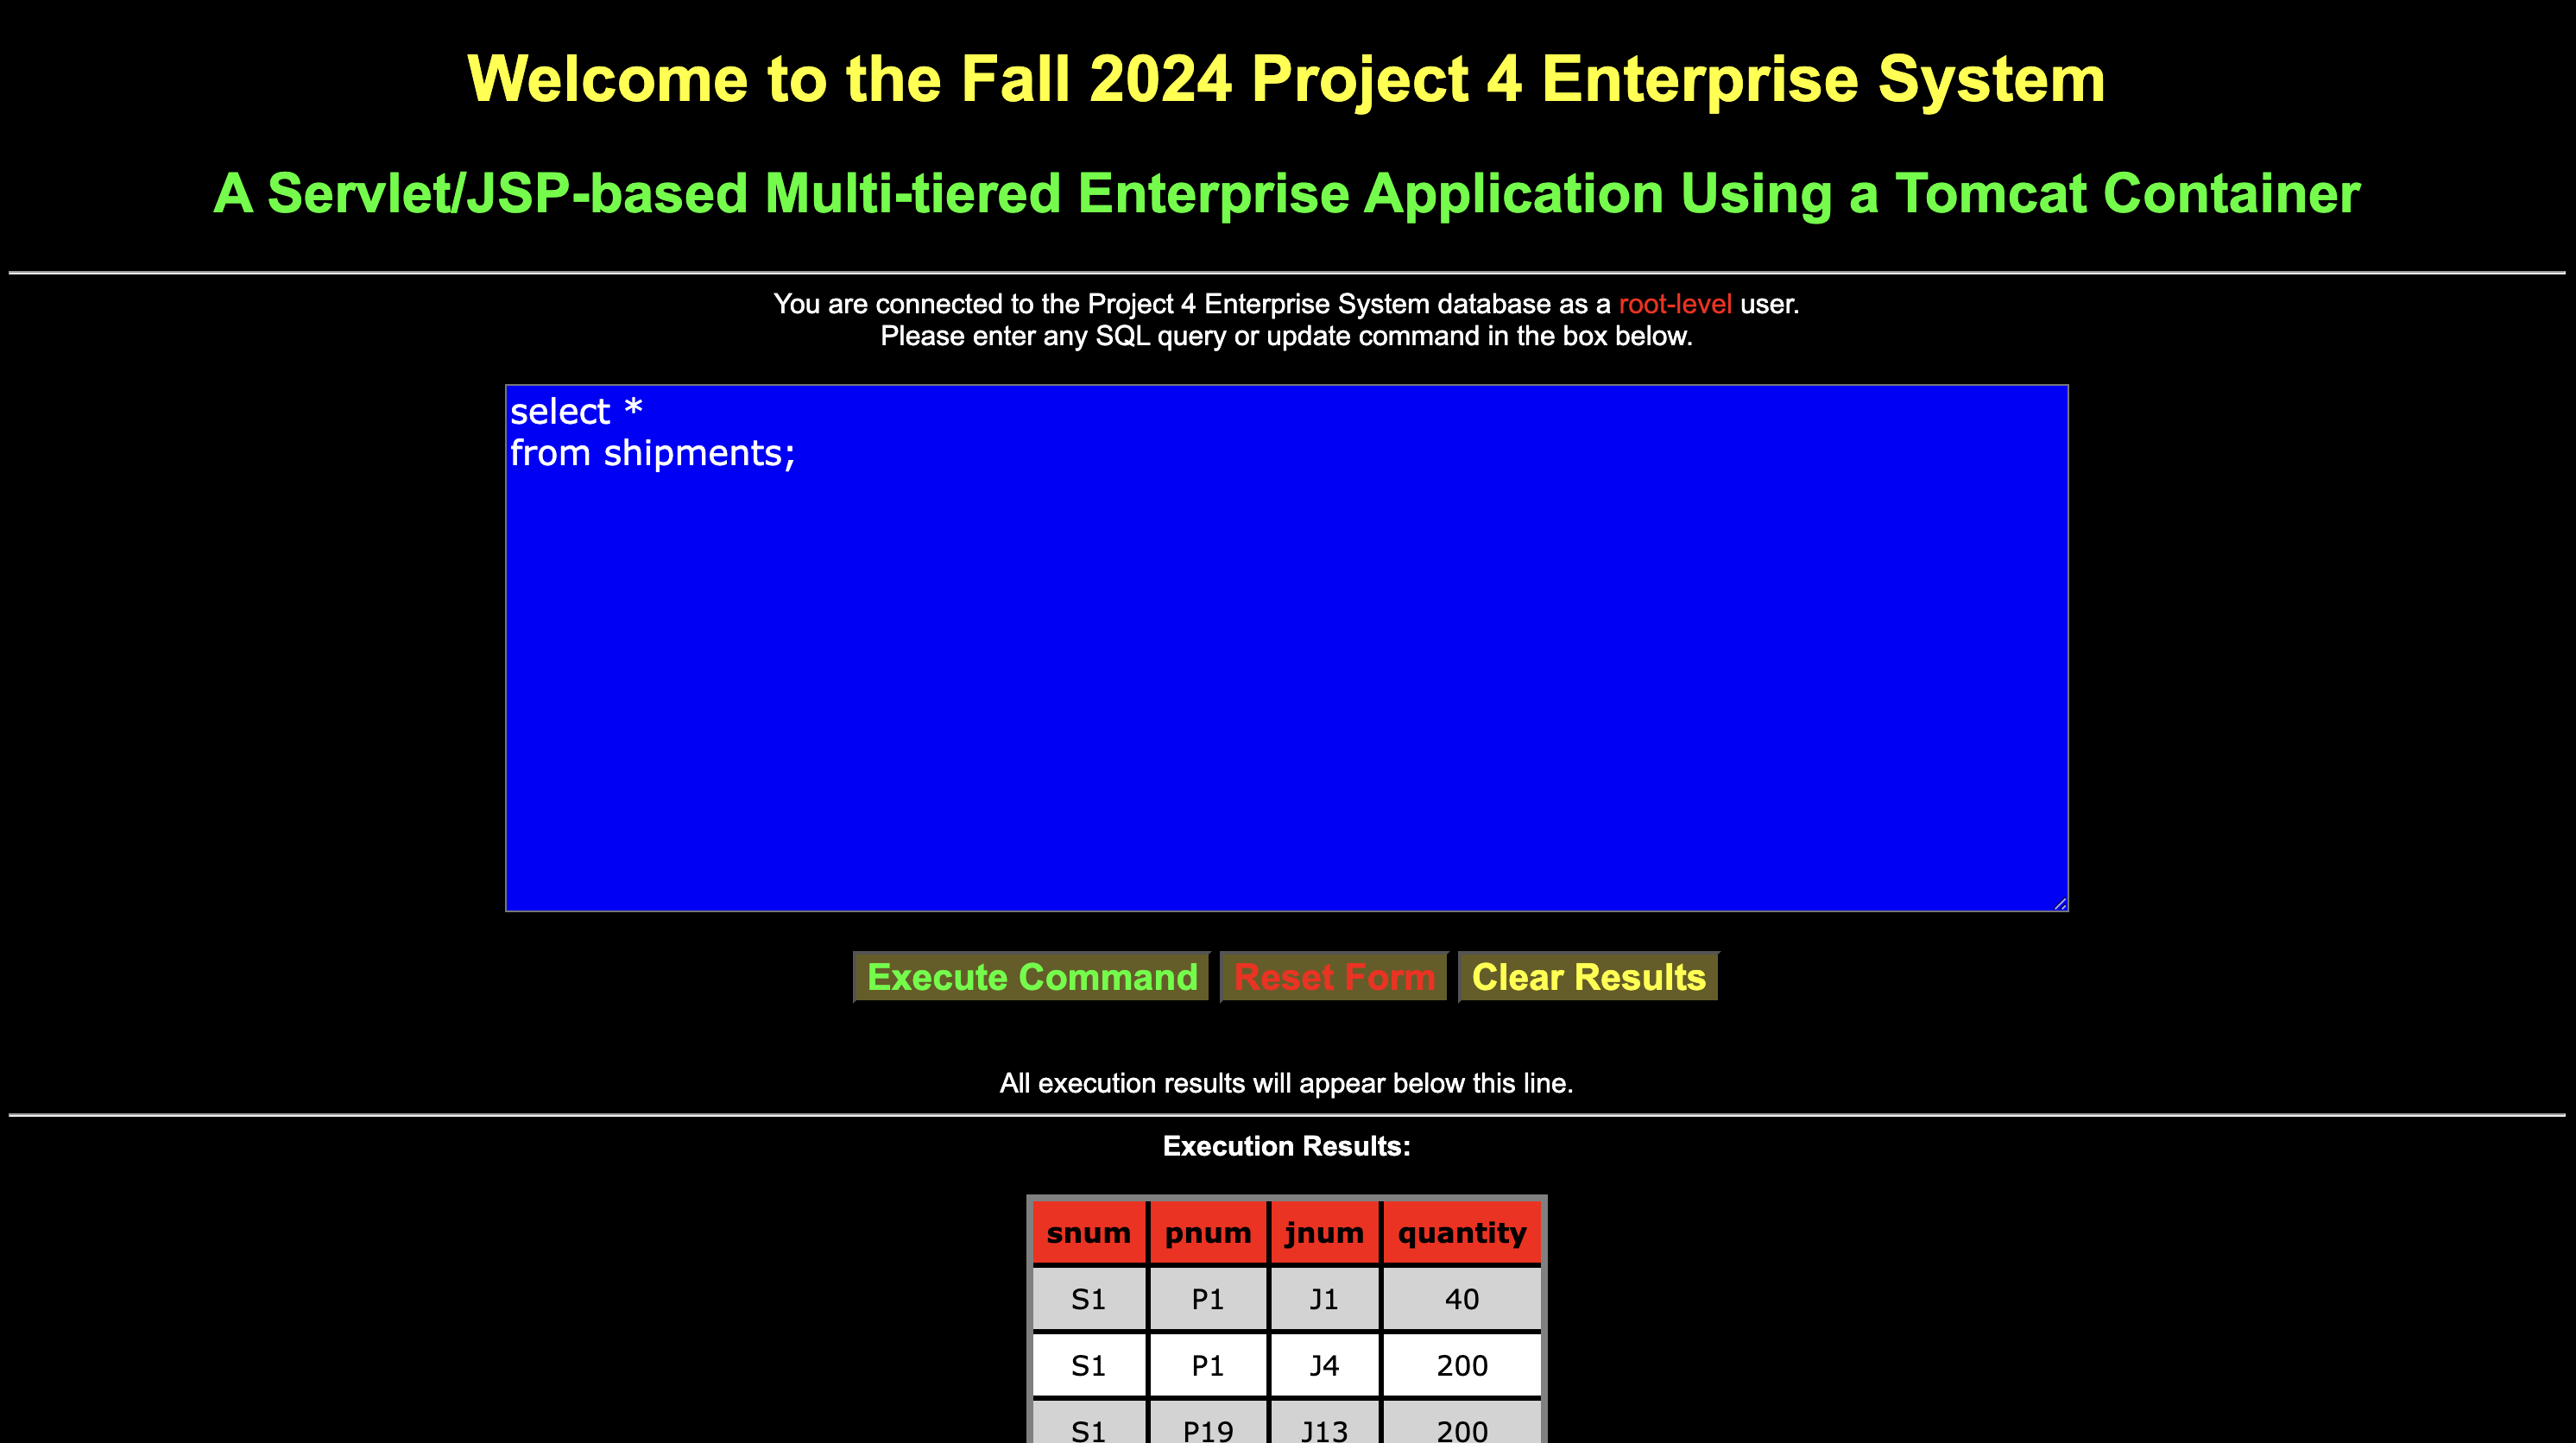 Welcome to the Fall 2024 Project 4 Enterprise System
A Servlet/JSP-based Multi-tiered Enterprise Application Using a Tomcat Container
You are connected to the Project 4 Enterprise System database as a root-level user.
Please enter any SQL query or update command in the box below.
select *
from shipments;
Execute Command Reset Form Clear Results
All execution results will appear below this line.
Execution Results:
snum pnum jnum quantity
S1 P1 J1 40
S1 P1 J4 200
S1 P19 J13 200